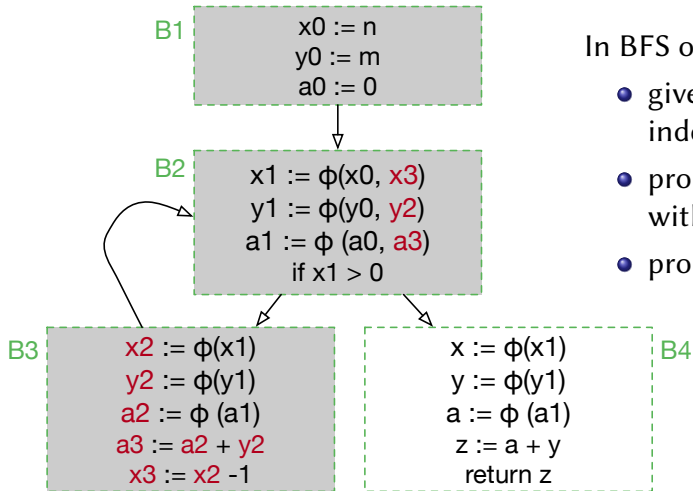 B1
x0 := n
y0 := m
a0 := 0
In BFS o
give
inde
B2
x1 := ϕ(x0, x3)
y1 := ϕ(y0, y2)
a1 := ϕ (a0, a3)
if x1 > 0
pro
with
pro
B3
x2 := ϕ(x1)
y2 := ϕ(y1)
a2 := ϕ (a1)
a3 := a2 + y2
x3 := x2 -1
x := ϕ(x1)
y := ϕ(y1)
a := ϕ (a1)
z := a + y
return z
B4